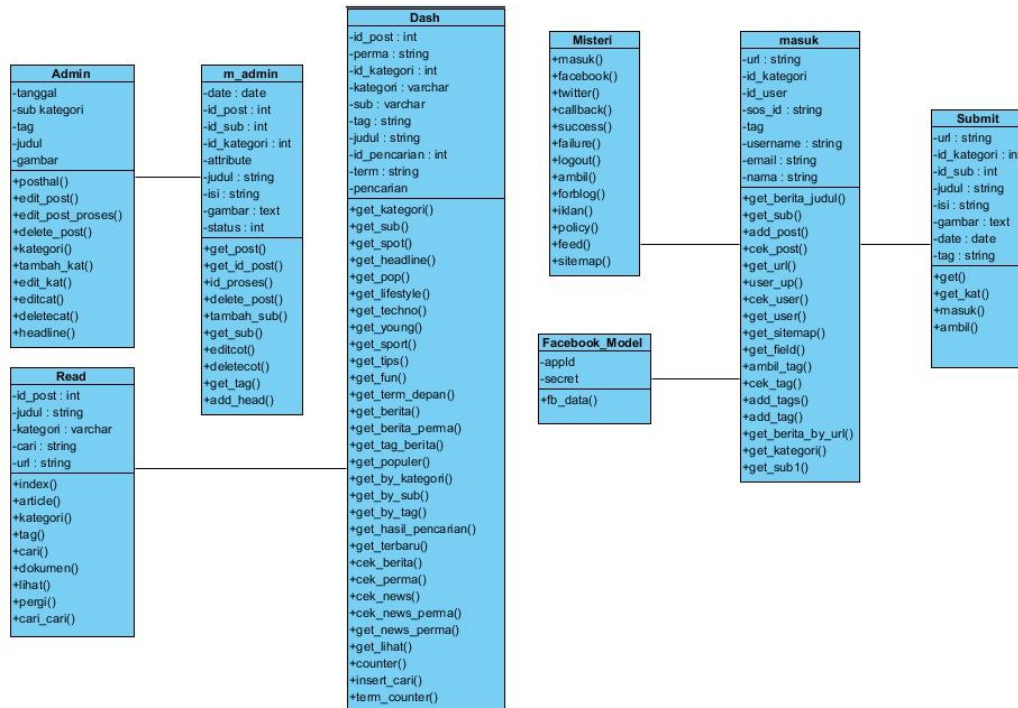 Admin
-tanggal
-sub kategori
-tag
-judul
-gambar
+posthal()
+edit_post()
+edit_post_proses()
+delete_post()
+kategori()
+tambah_kat()
+edit_kat()
+editcat()
+deletecat()
+headline()
m_admin
-date : date
-id_post : int
-id_sub : int
-id_kategori : int
-attribute
-judul : string
-isi : string
-gambar : text
-status : int
+get_post()
+get_id_post()
+id_proses()
+delete_post()
+tambah_sub()
+get_sub()
+editcot()
+deletecot()
+get_tag()
+add_head()
Read
-id_post : int
-judul : string
-kategori : varchar
-cari : string
-url : string
+index()
+article()
+kategori()
+tag()
+cari()
+dokumen()
+lihat()
+pergi()
+cari_cari()
Dash
-id_post : int
-perma : string
-id_kategori : int
-kategori : varchar
-sub : varchar
-tag : string
-judul : string
-id_pencarian : int
-term : string
-pencarian
+get_kategori()
+get_sub()
+get_spot()
+get_headline()
+get_pop()
+get_lifestyle()
+get_techno()
+get_young()
+get_sport()
+get_tips()
+get_fun()
+get_term_depan()
+get_berita()
+get_berita_perma()
+get_tag_berita()
+get_populer()
+get_by_kategori()
+get_by_sub()
+get_by_tag()
+get_hasil_pencarian()
+get_terbaru()
+cek_berita()
+cek_perma()
+cek_news()
+cek_news_perma()
+get_news_perma()
+get_lihat()
+counter()
+insert_cari()
+term_counter()
Misteri
+masuk()
+facebook()
+twitter()
+callback()
+success()
+failure()
+logout()
+ambil()
+forblog()
+iklan()
+policy()
+feed()
+sitemap()
Facebook_Model
-appId
-secret
+fb_data()
masuk
-url : string
-id_kategori
-id_user
-sos_id : string
-tag
-username : string
-email : string
-nama : string
+get_berita_judul()
+get_sub()
+add_post()
+cek_post()
+get_url()
+user_up()
+cek_user()
+get_user()
+get_sitemap()
+get_field()
+ambil_tag()
+cek_tag()
+add_tags()
+add_tag()
+get_berita_by_url()
+get_kategori()
+get_sub1()
Submit
-url : string
-id_kategori : int
-id_sub : int
-judul : string
-isi : string
-gambar : text
-date : date
-tag : string
+get()
+get_kat()
+masuk()
+ambil()